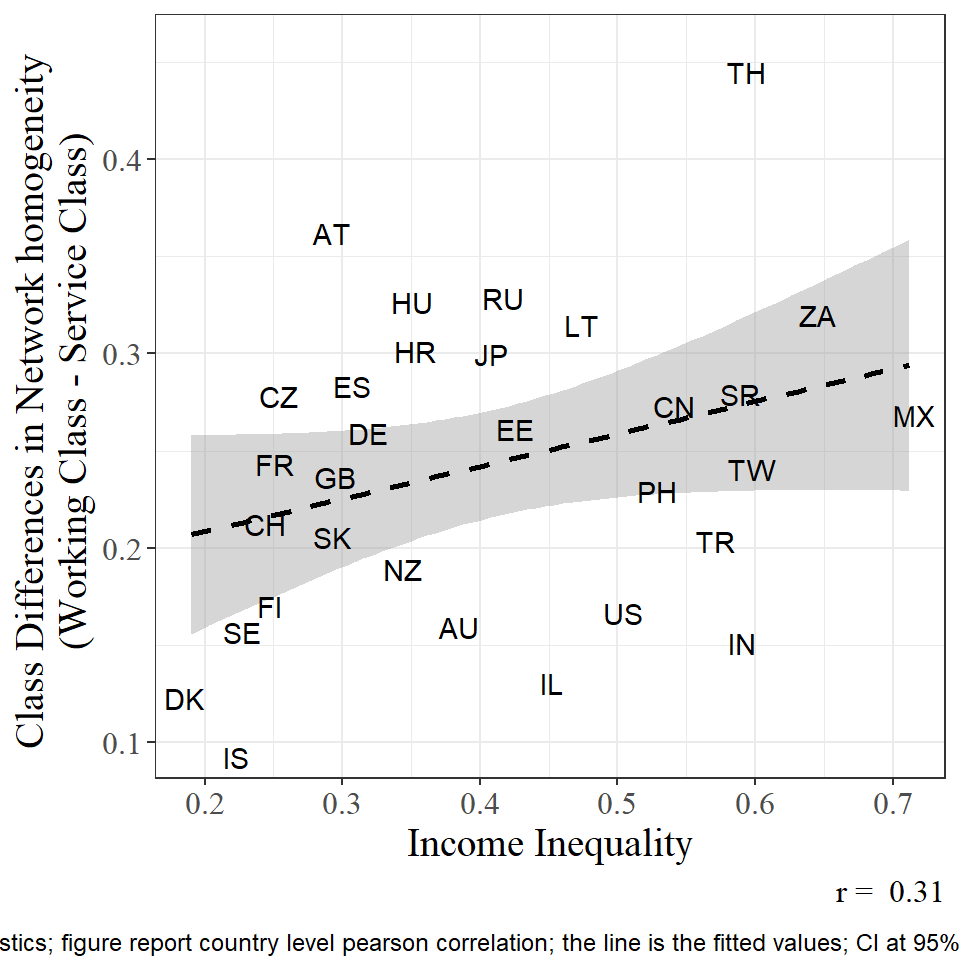 Class Differences in Network homogeneity
(Working Class - Service Class)
TH
0.4
AT
HU
RU
LT
ZA
HR
JP
0.3
CZ
ES
SR
CN
MX
DE
EE
FR
GB
TW
PH
CH
SK
TR
0.2
NZ
FI
SE
AU
US
IN
DK
IL
0.1
IS
0.2 0.3 0.4 0.5 0.6 0.7
Income Inequality
r = 0.31
stics; figure report country level pearson correlation; the line is the fitted values; CI at 95%